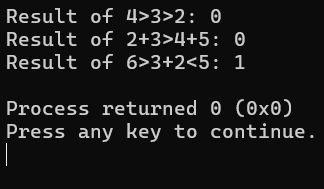 Result of 4>3>2: 0
Result of 2+3>4+5: 0
Result of 6>3+2<5: 1
Process returned 0 (0x0)
Press any key to continue.